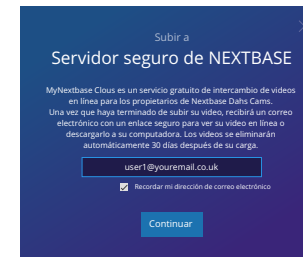 Subir a
Servidor seguro de NEXTBASE
MyNextbase Clous es un servicio gratuito de intercambio de videos
en línea para los propietarios de Nextbase Dahs Cams.
Una vez que haya terminado de subir su video, recibirá un correo
electrónico con un enlace seguro para ver su video en línea o
descargarlo a su computadora. Los videos se eliminarán
automáticamente 30 días después de su carga.
user1@youremail.co.uk
Recordar mi dirección de correo electrónico
Continuar